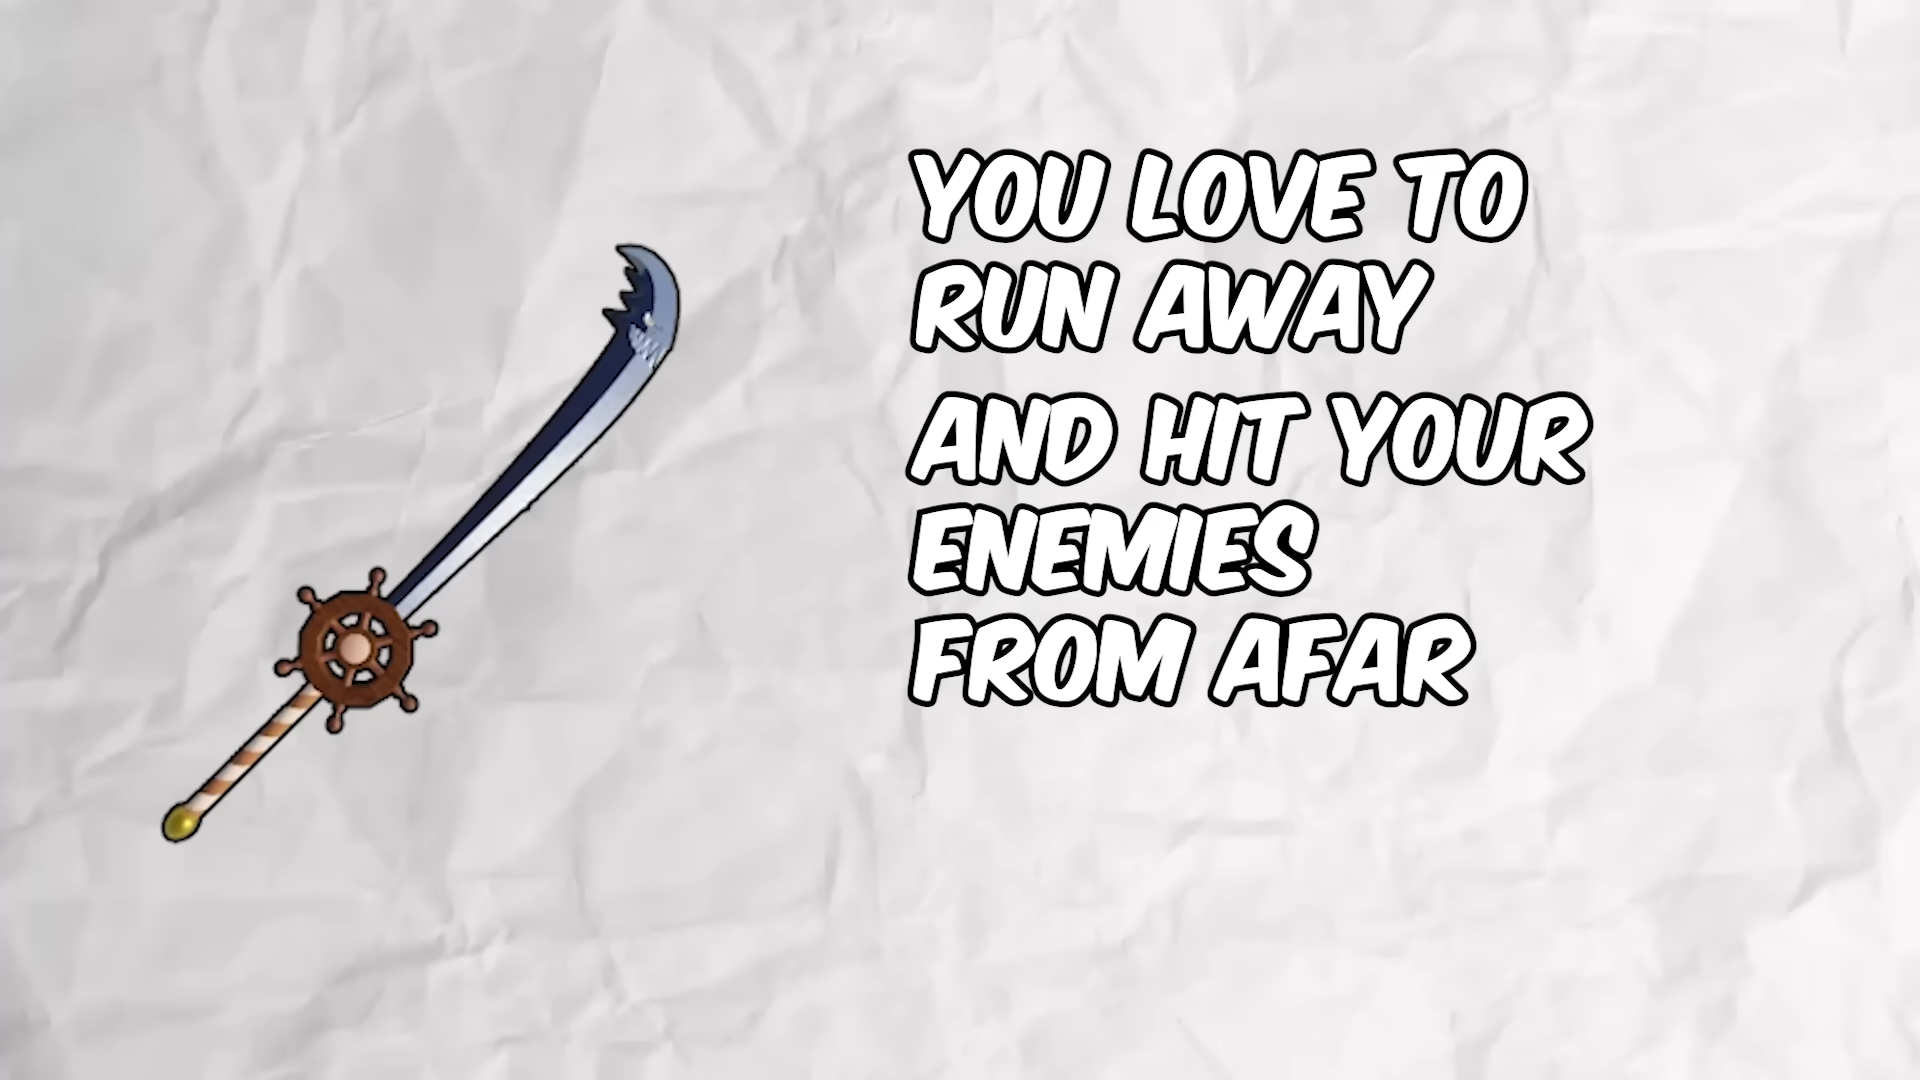 YOU LOVE TO
RUN AWAY
AND HIT YOUR
ENEMIES
FROM AFAR